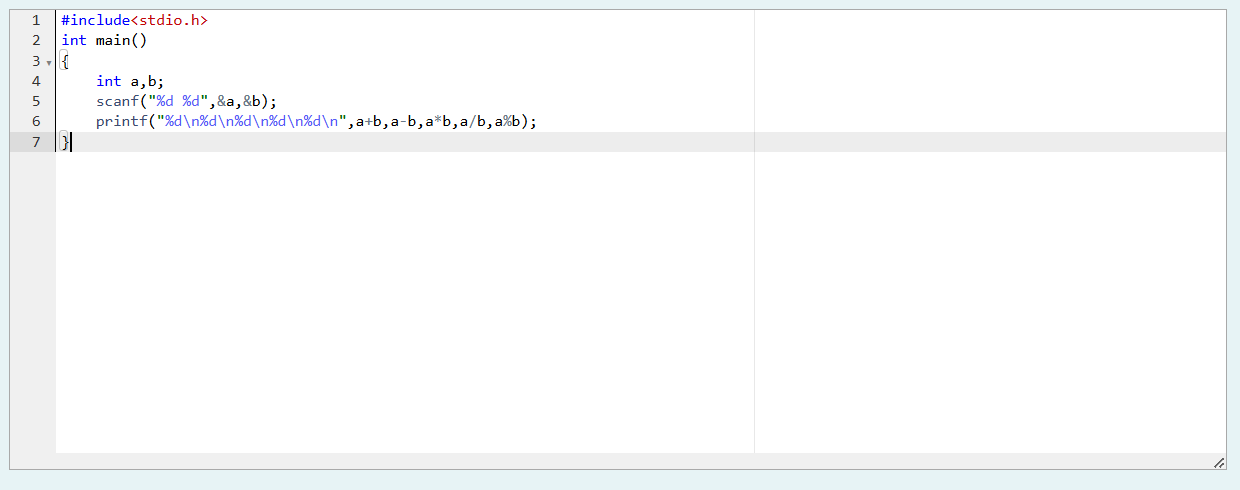 1 #include<stdio.h>
2 int main()
3 {
4     int a,b;
5     scanf("%d %d",&a,&b);
6     printf("%d\n%d\n%d\n%d\n%d\n",a+b,a-b,a*b,a/b,a%b);
7 }